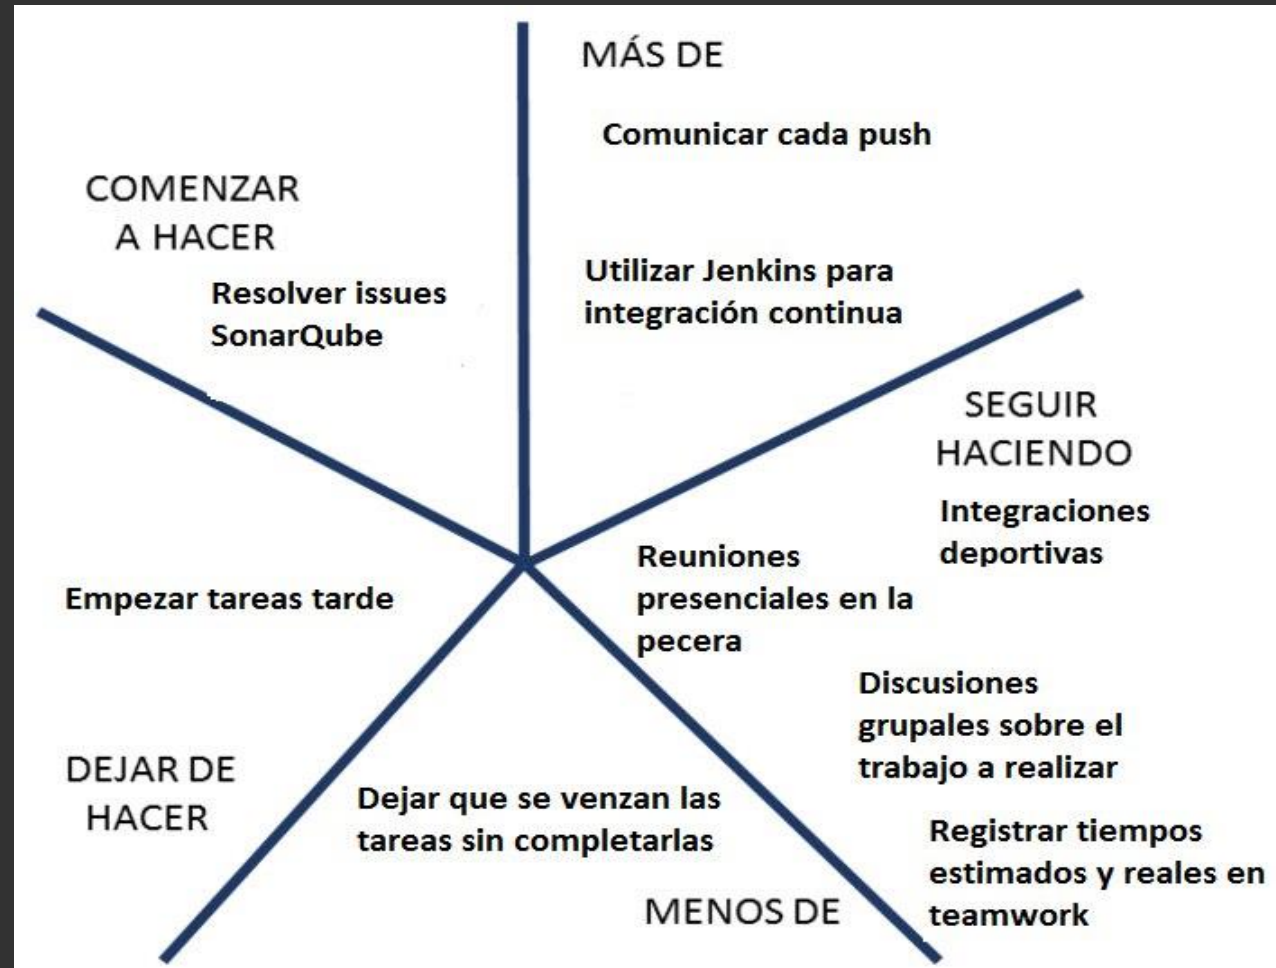 MÁS DE
Comunicar cada push
Utilizar Jenkins para
integración continua
SEGUIR
HACIENDO
Integraciones
deportivas
Reuniones
presenciales en la
pecera
Discusiones
grupales sobre el
trabajo a realizar
Registrar tiempos
estimados y reales en
teamwork
MENOS DE
Dejar que se venzan las
tareas sin completarlas
DEJAR DE
HACER
Empezar tareas tarde
COMENZAR
A HACER
Resolver issues
SonarQube